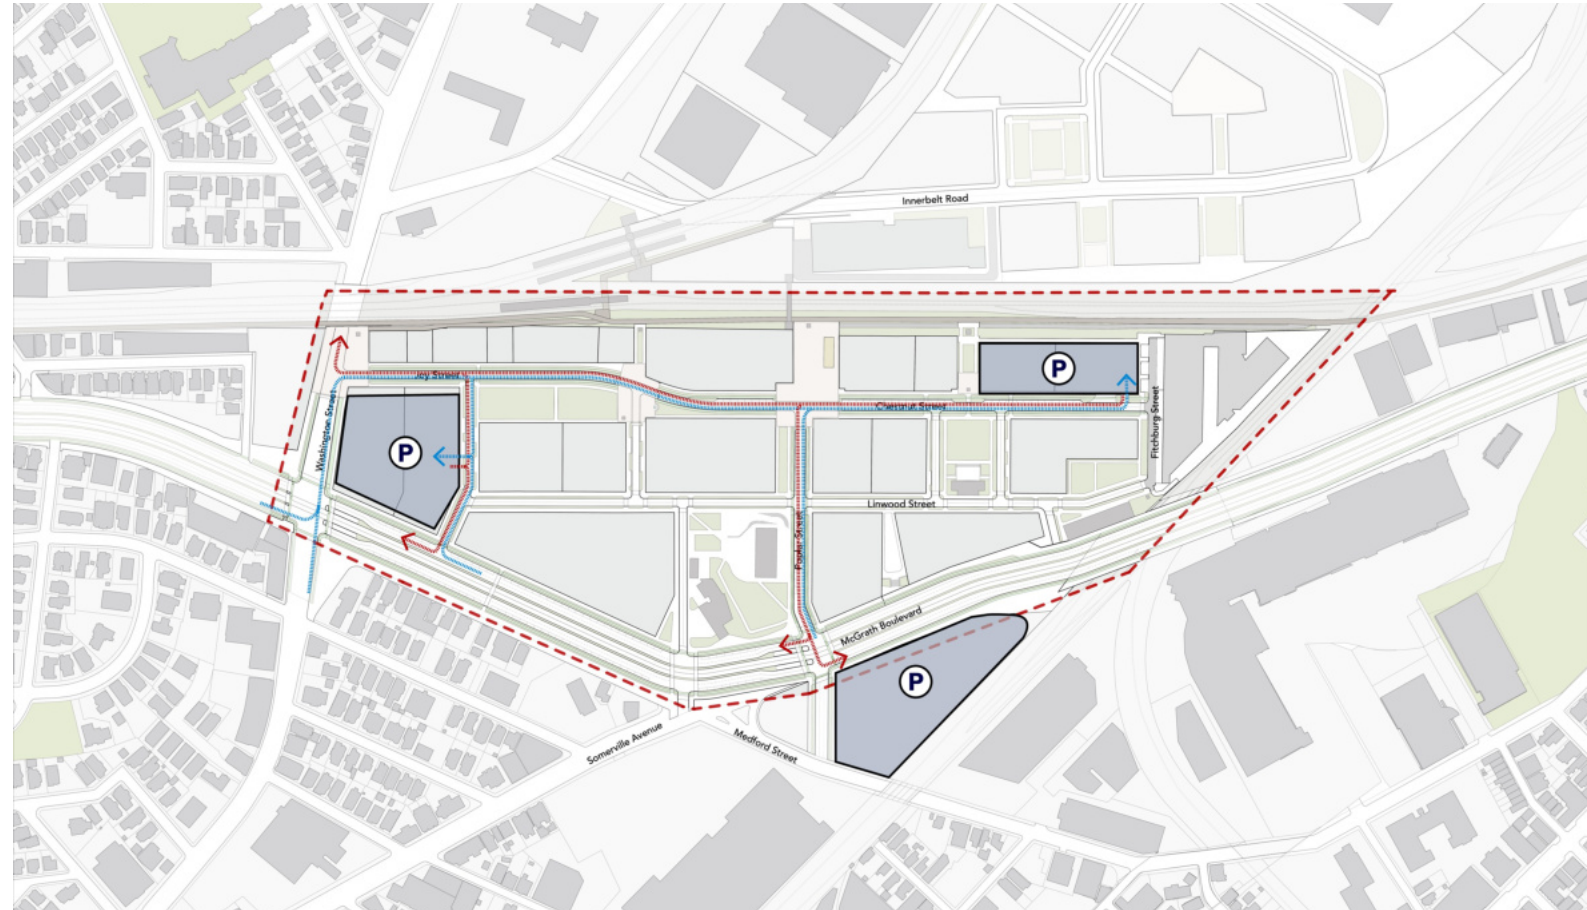 Innerbelt Road
P
Joy Street
Chestnut Street
Fitchburg Street
Washington Street
P
Linwood Street
Poplar Street
McGrath Boulevard
P
Somerville Avenue
Medford Street